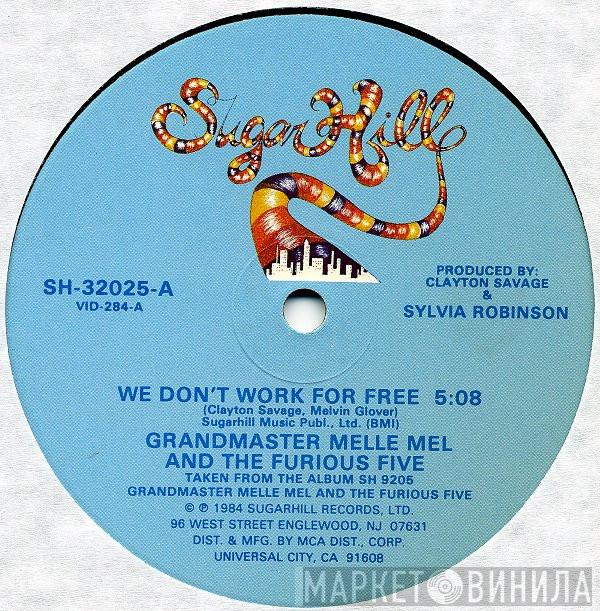 Sugar Hill
SH-32025-A
VID-284-A
PRODUCED BY:
CLAYTON SAVAGE
&
SYLVIA ROBINSON
WE DON'T WORK FOR FREE 5:08
(Clayton Savage, Melvin Glover)
Sugarhill Music Publ., Ltd. (BMI)
GRANDMASTER MELLE MEL
AND THE FURIOUS FIVE
TAKEN FROM THE ALBUM SH 9205
GRANDMASTER MELLE MEL AND THE FURIOUS FIVE
© ℗ 1984 SUGARHILL RECORDS, LTD.
96 WEST STREET ENGLEWOOD, NJ 07631
DIST. & MFG. BY MCA DIST., CORP.
UNIVERSAL CITY, CA 91608
МАРКЕТ ВИНИЛА